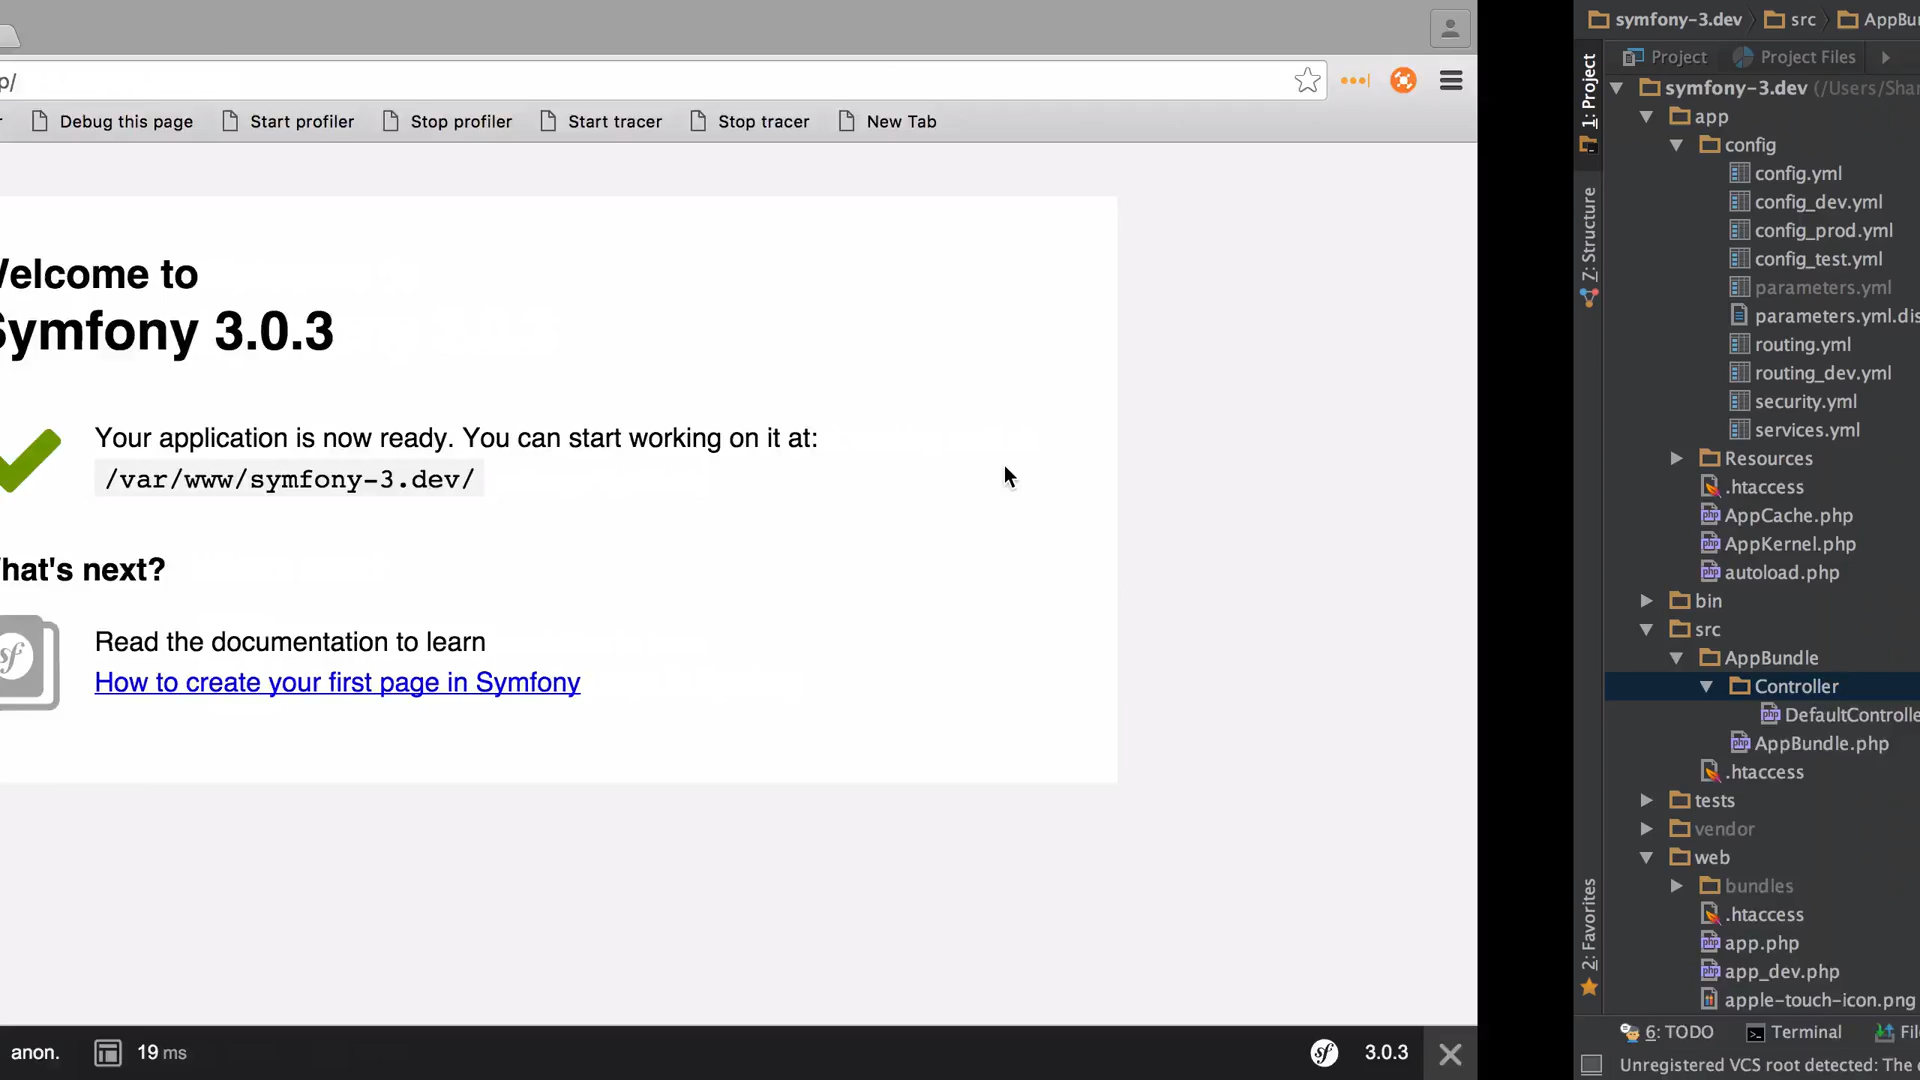 p/
Debug this page
Start profiler
Stop profiler
Start tracer
Stop tracer
New Tab
elcome to
ymfony 3.0.3
Your application is now ready. You can start working on it at:
/var/www/symfony-3.dev/
hat's next?
Read the documentation to learn
How to create your first page in Symfony
anon.
19 ms
sf
3.0.3
symfony-3.dev
src
AppBu
Project
Project Files
1: Project
7: Structure
2: Favorites
symfony-3.dev (/Users/Shar
app
config
config.yml
config_dev.yml
config_prod.yml
config_test.yml
parameters.yml
parameters.yml.dis
routing.yml
routing_dev.yml
security.yml
services.yml
Resources
.htaccess
AppCache.php
AppKernel.php
autoload.php
bin
src
AppBundle
Controller
DefaultControlle
AppBundle.php
.htaccess
tests
vendor
web
bundles
.htaccess
app.php
app_dev.php
apple-touch-icon.png
6: TODO
Terminal
Fil
Unregistered VCS root detected: The